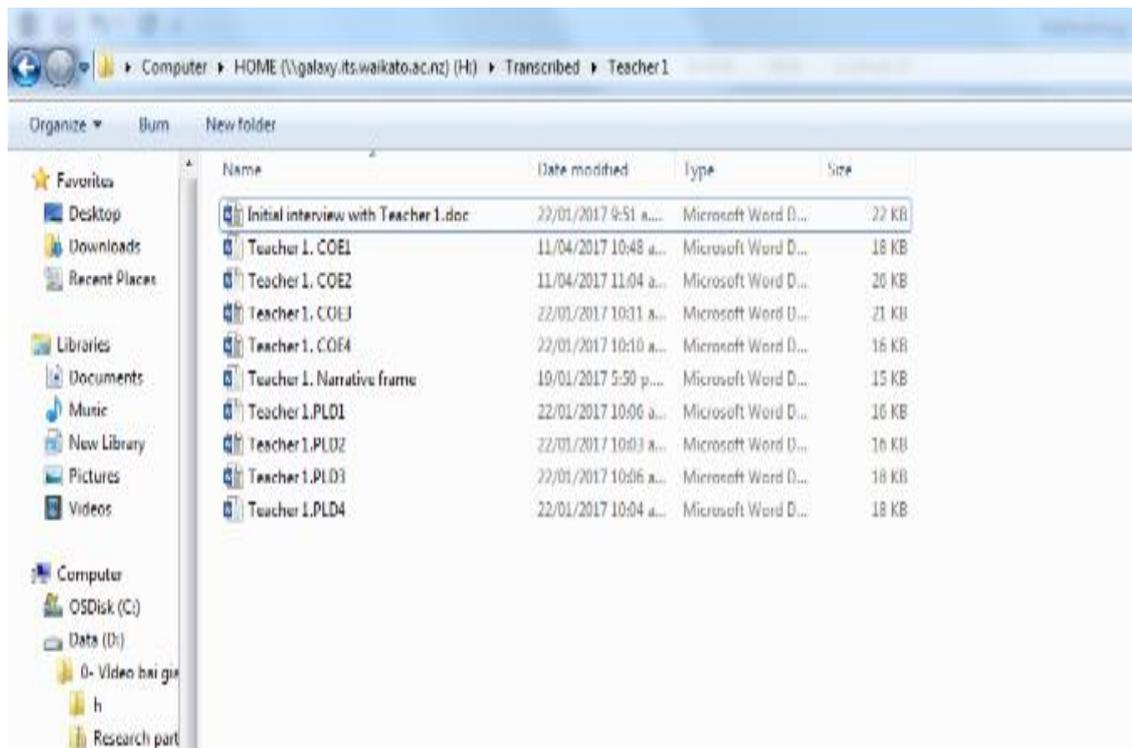 Computer ▸ HOME (\\galaxy.its.waikato.ac.nz) (H:) ▸ Transcribed ▸ Teacher 1
Organize Burn New folder
Name Date modified Type Size
Favorites
Desktop
Downloads
Recent Places
Libraries
Documents
Music
New Library
Pictures
Videos
Computer
OSDisk (C:)
Data (D:)
0- Video bai gia
h
Research part
Initial interview with Teacher 1.doc 22/01/2017 9:51 a.... Microsoft Word D... 22 KB
Teacher 1. COE1 11/04/2017 10:48 a... Microsoft Word D... 18 KB
Teacher 1. COE2 11/04/2017 11:04 a... Microsoft Word D... KB
Teacher 1. COE3 22/01/2017 a... Microsoft Word D... 21 KB
Teacher 1. COE4 22/01/2017 10:10 a... Microsoft Word D... 16 KB
Teacher 1. Narrative frame 19/01/2017 5:50 p.... Microsoft Word D... 15 KB
Teacher 1.PLD1 22/01/2017 10:06 a... Microsoft Word D... 16 KB
Teacher 1.PLD2 22/01/2017 10:03 a... Microsoft Word D... 16 KB
Teacher 1.PLD3 22/01/2017 10:06 a... Microsoft Word D... 18 KB
Teacher 1.PLD4 22/01/2017 10:04 a... Microsoft Word D... 18 KB